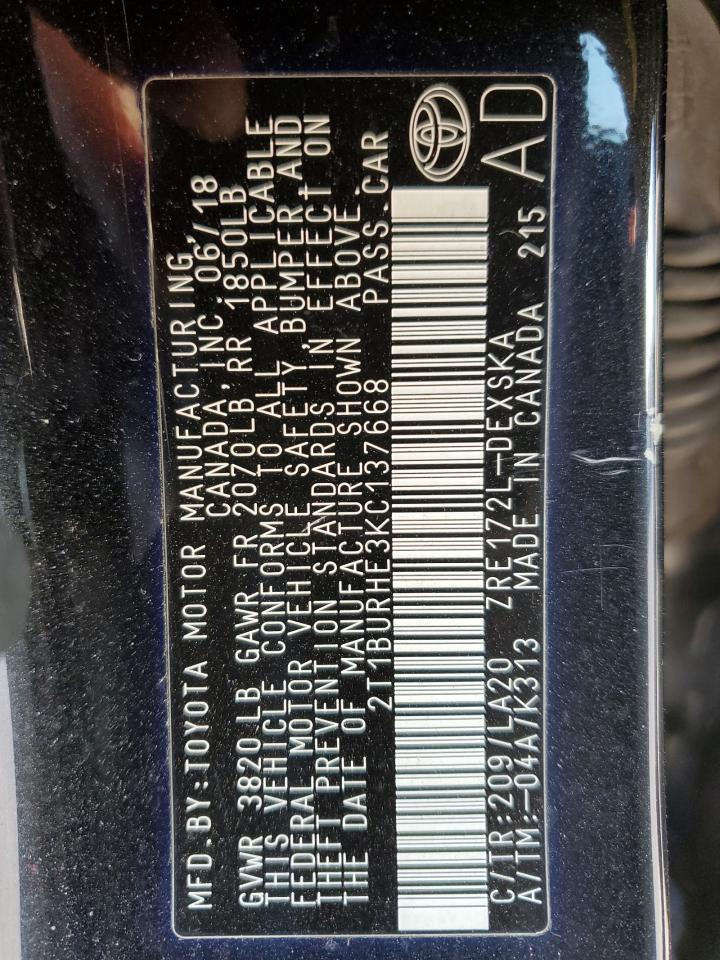 MFD.BY:TOYOTA MOTOR MANUFACTURING,
CANADA, INC. 06/18
GVWR 3820 LB GAWR FR 2070LB RR 1850LB
THIS VEHICLE CONFORMS TO ALL APPLICABLE
FEDERAL MOTOR VEHICLE SAFETY, BUMPER, AND
THEFT PREVENTION STANDARDS IN EFFECT ON
THE DATE OF MANUFACTURE SHOWN ABOVE.
2T1BURHE3KC137668 PASS.CAR
C/TR:209/LA20 ZRE172L-DEXSKA
A/TM:-04A/K313 MADE IN CANADA 215
AD